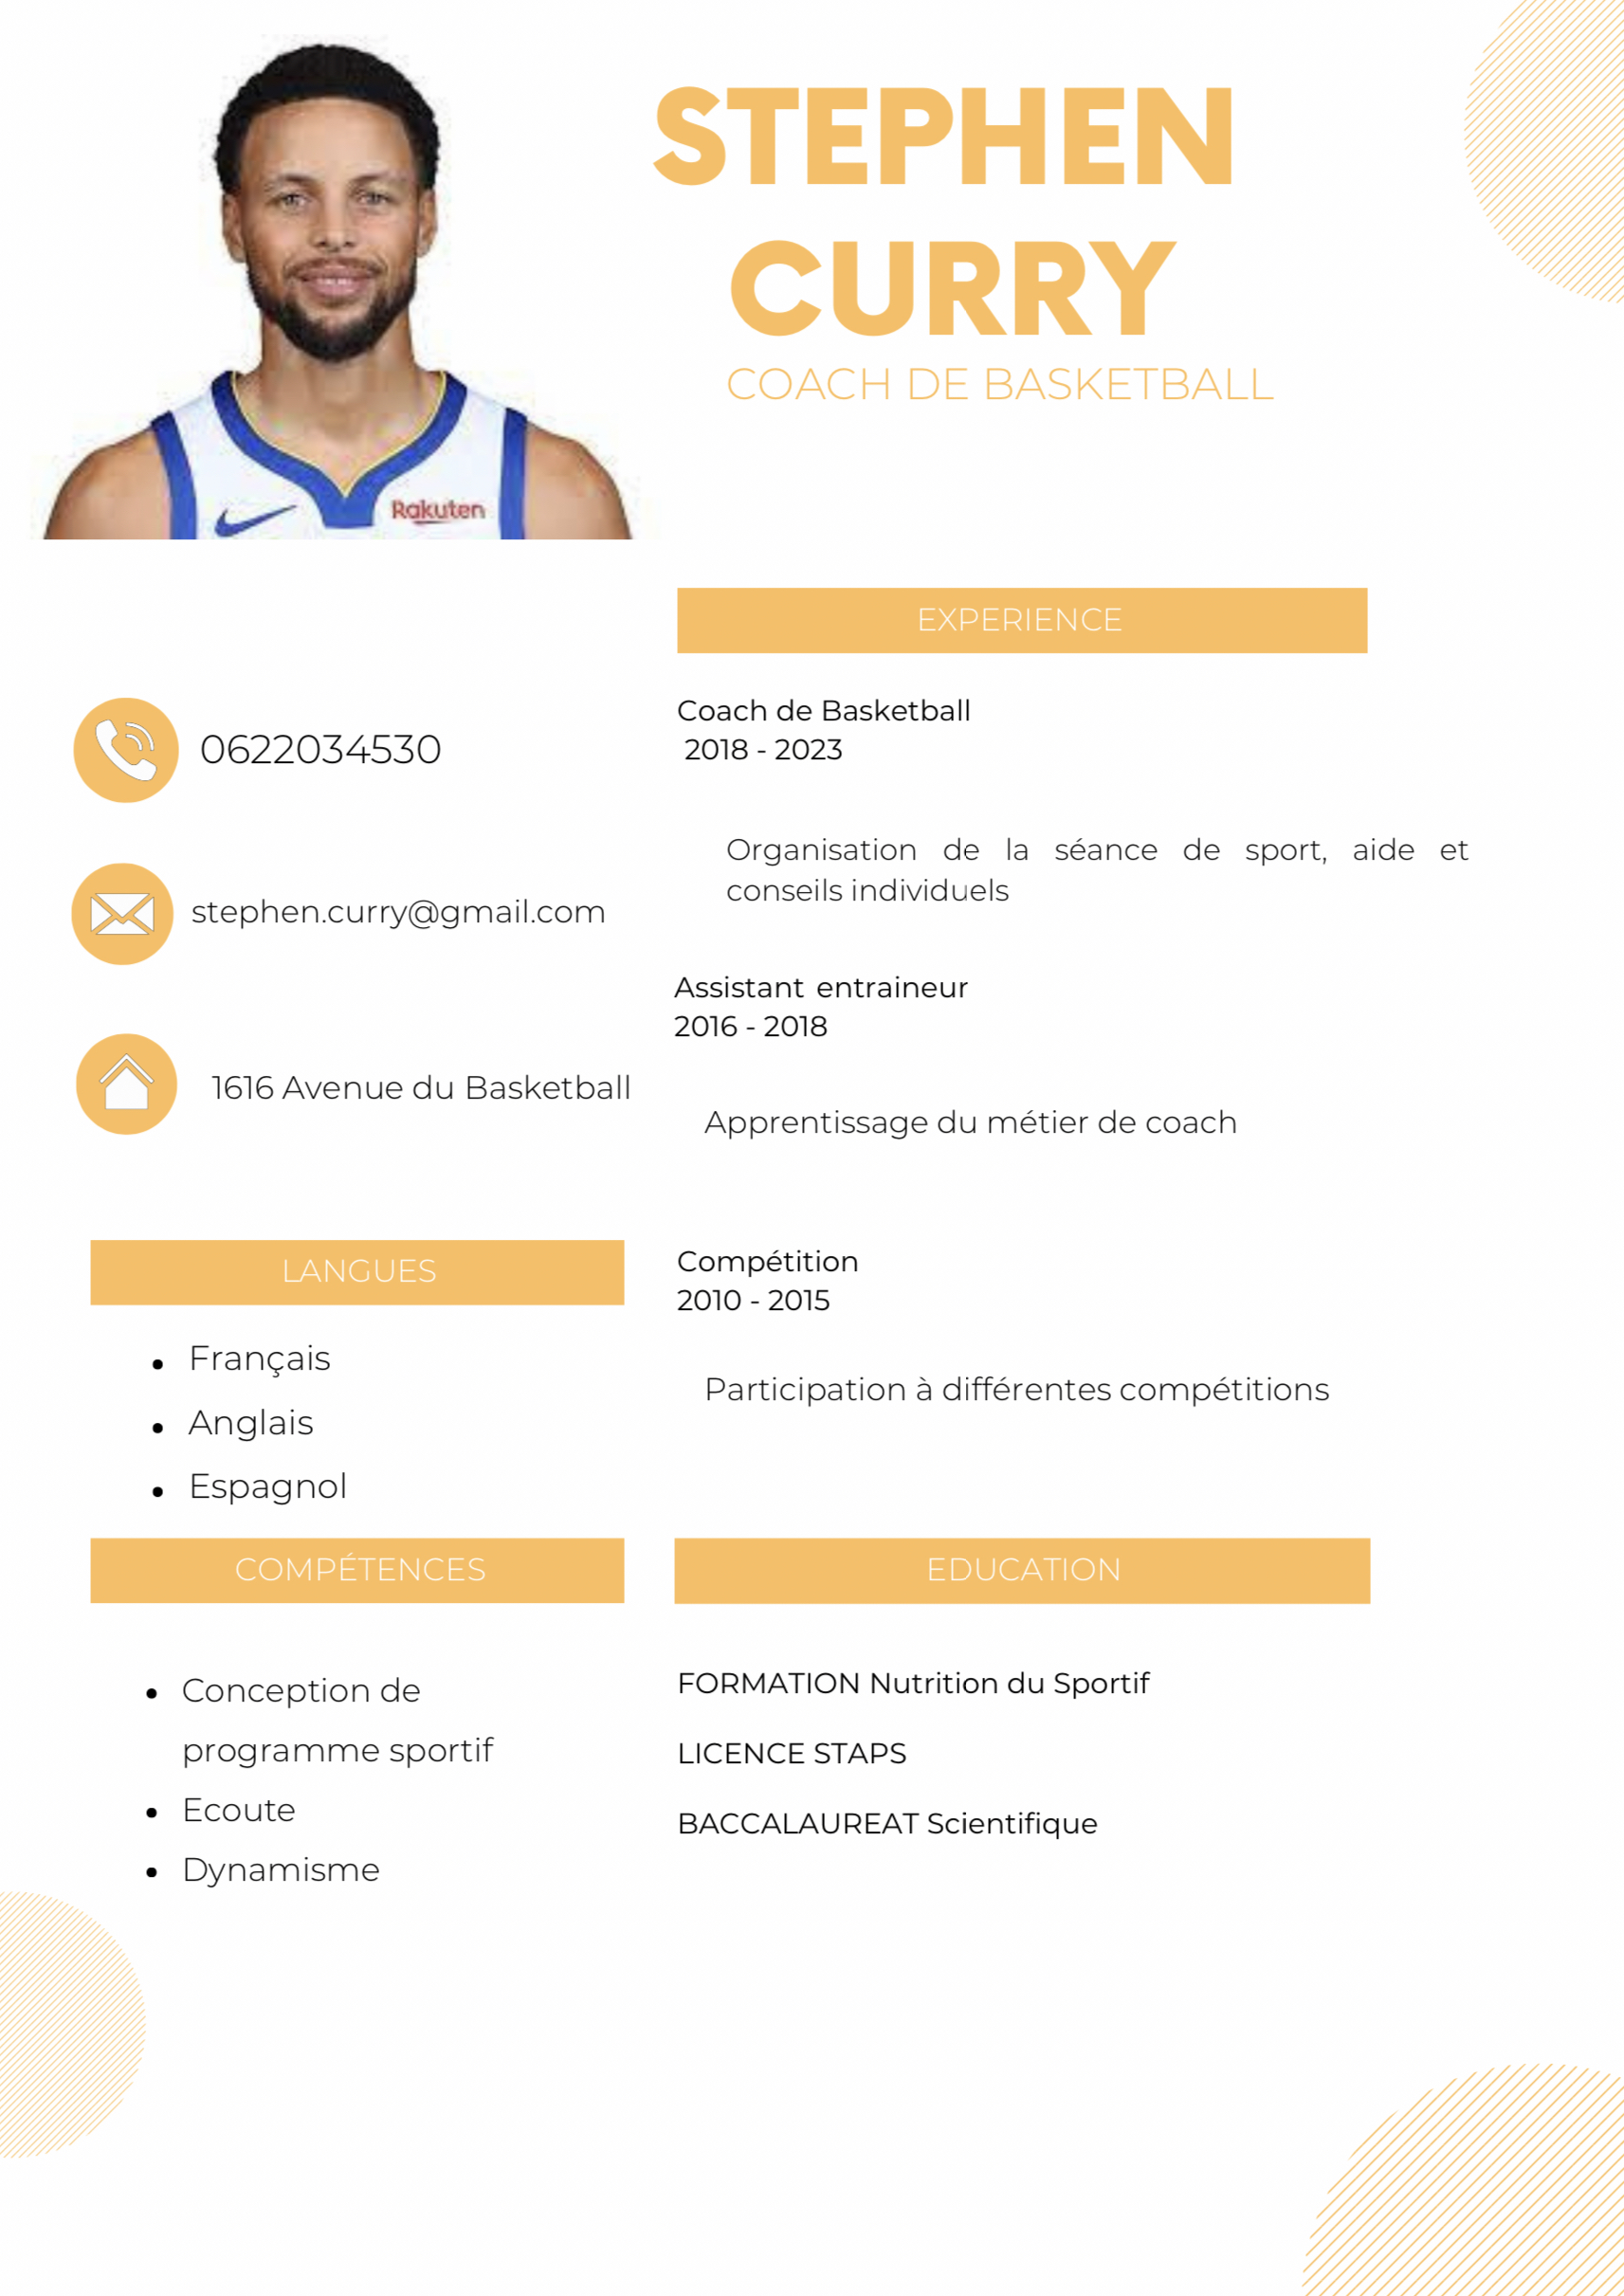 STEPHEN
CURRY
COACH DE BASKETBALL
Rakuten
EXPERIENCE
Coach de Basketball
2018 - 2023
Organisation de la séance de sport, aide et
conseils individuels
Assistant entraineur
2016 - 2018
Apprentissage du métier de coach
Compétition
2010 - 2015
Participation à différentes compétitions
0622034530
stephen.curry@gmail.com
1616 Avenue du Basketball
LANGUES
Français
Anglais
Espagnol
COMPÉTENCES
Conception de
programme sportif
Ecoute
Dynamisme
EDUCATION
FORMATION Nutrition du Sportif
LICENCE STAPS
BACCALAUREAT Scientifique